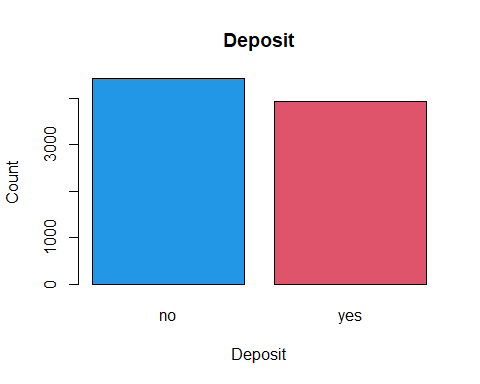 Deposit
Count
3000
1000
0
no yes
Deposit